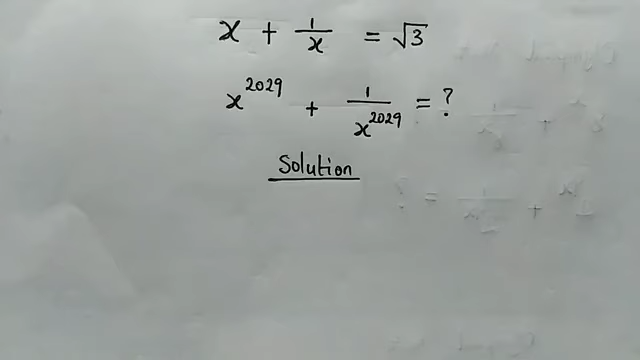 x + 1/x = √3
x^2029 + 1/x^2029 = ?
Solution